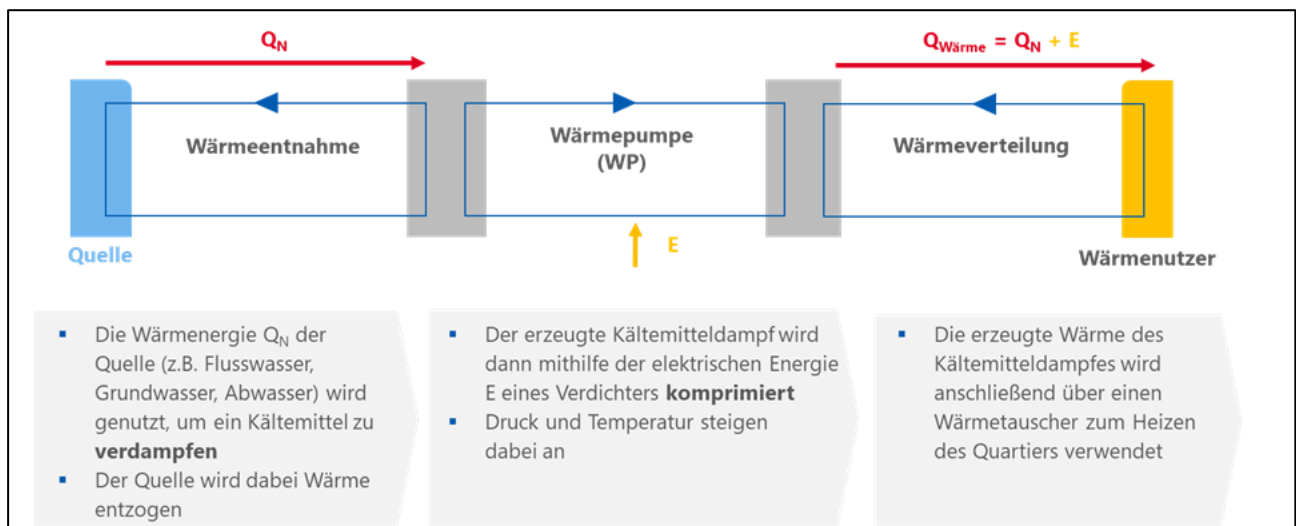 Q_N
Q_Wärme = Q_N + E
Wärmeentnahme
Wärmepumpe
(WP)
Wärmeverteilung
Quelle
E
Wärmenutzer
▪ Die Wärmenergie Q_N der
Quelle (z.B. Flusswasser,
Grundwasser, Abwasser) wird
genutzt, um ein Kältemittel zu
verdampfen
▪ Der Quelle wird dabei Wärme
entzogen
▪ Der erzeugte Kältemitteldampf wird
dann mithilfe der elektrischen Energie
E eines Verdichters komprimiert
▪ Druck und Temperatur steigen
dabei an
▪ Die erzeugte Wärme des
Kältemitteldampfes wird
anschließend über einen
Wärmetauscher zum Heizen
des Quartiers verwendet